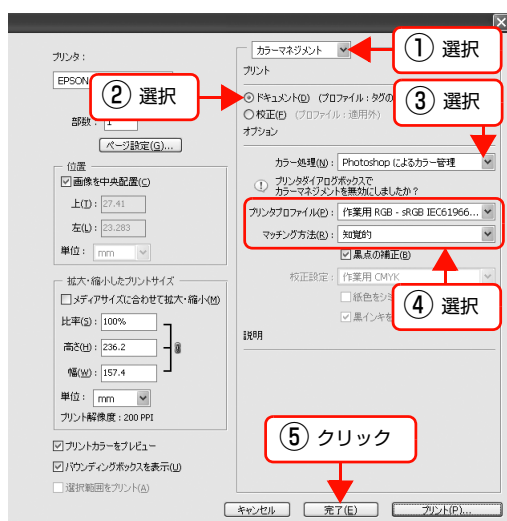 プリンタ：
EPSON
② 選択
部数：1
ページ設定(G)...
位置
画像を中央配置(C)
上(T)：27.41
左(L)：23.283
単位：mm
拡大・縮小したプリントサイズ
メディアサイズに合わせて拡大・縮小(M)
比率(S)：100%
高さ(H)：236.2
幅(W)：157.4
単位：mm
プリント解像度：200 PPI
プリントカラーをプレビュー
バウンディングボックスを表示(U)
選択範囲をプリント(A)
カラーマネジメント
① 選択
プリント
ドキュメント(D) (プロファイル：タグの
校正(F) (プロファイル：適用外)
③ 選択
オプション
カラー処理(N)：Photoshop によるカラー管理
プリンタダイアログボックスで
カラーマネジメントを無効にしましたか？
プリンタプロファイル(P)：作業用 RGB - sRGB IEC61966...
マッチング方法(R)：知覚的
黒点の補正(B)
校正設定：作業用 CMYK
紙色をシ
黒インキを
④ 選択
説明
⑤ クリック
キャンセル
完了(E)
プリント(P)...